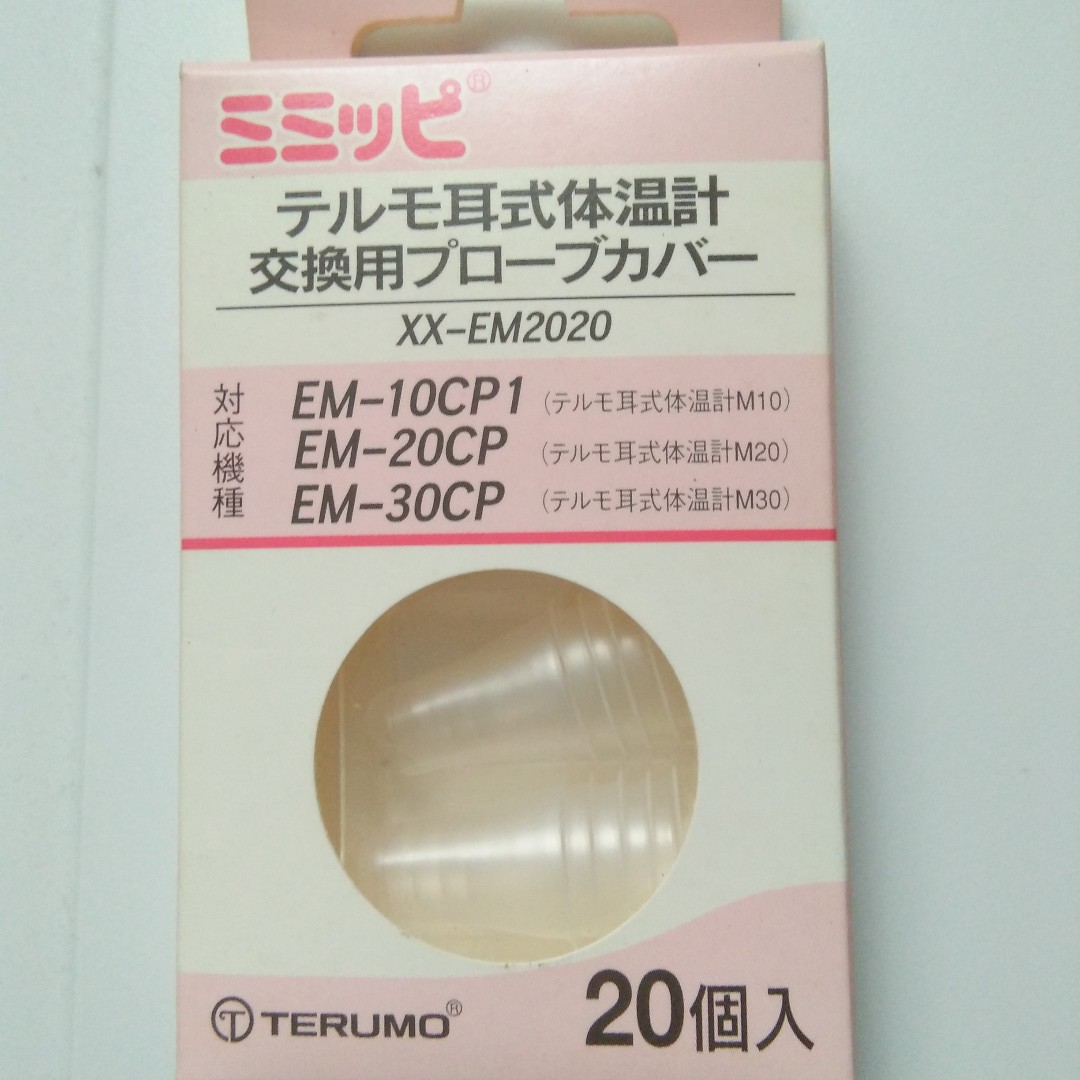 ミミッピ®
テルモ耳式体温計
交換用プローブカバー
XX-EM2020
対応機種
EM-10CP1 (テルモ耳式体温計M10)
EM-20CP (テルモ耳式体温計M20)
EM-30CP (テルモ耳式体温計M30)
TERUMO®
20個入